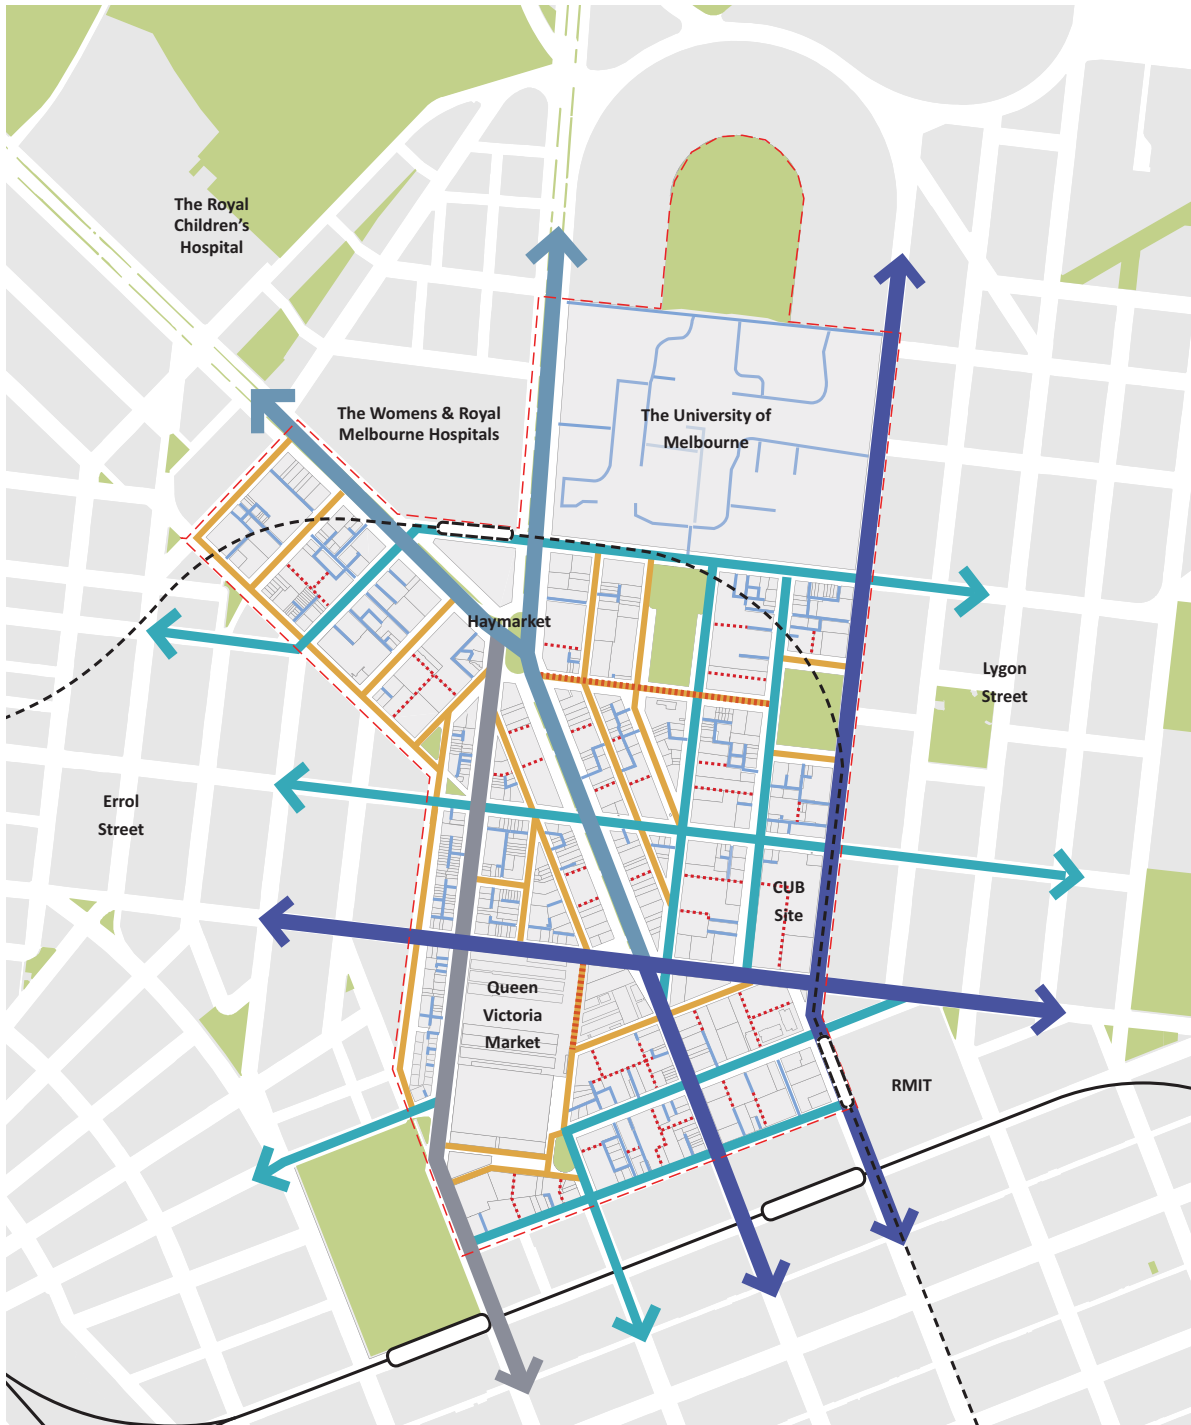 The Royal
Children’s
Hospital
The Womens & Royal
Melbourne Hospitals
The University of
Melbourne
Haymarket
Lygon
Street
Errol
Street
CUB
Site
Queen
Victoria
Market
RMIT